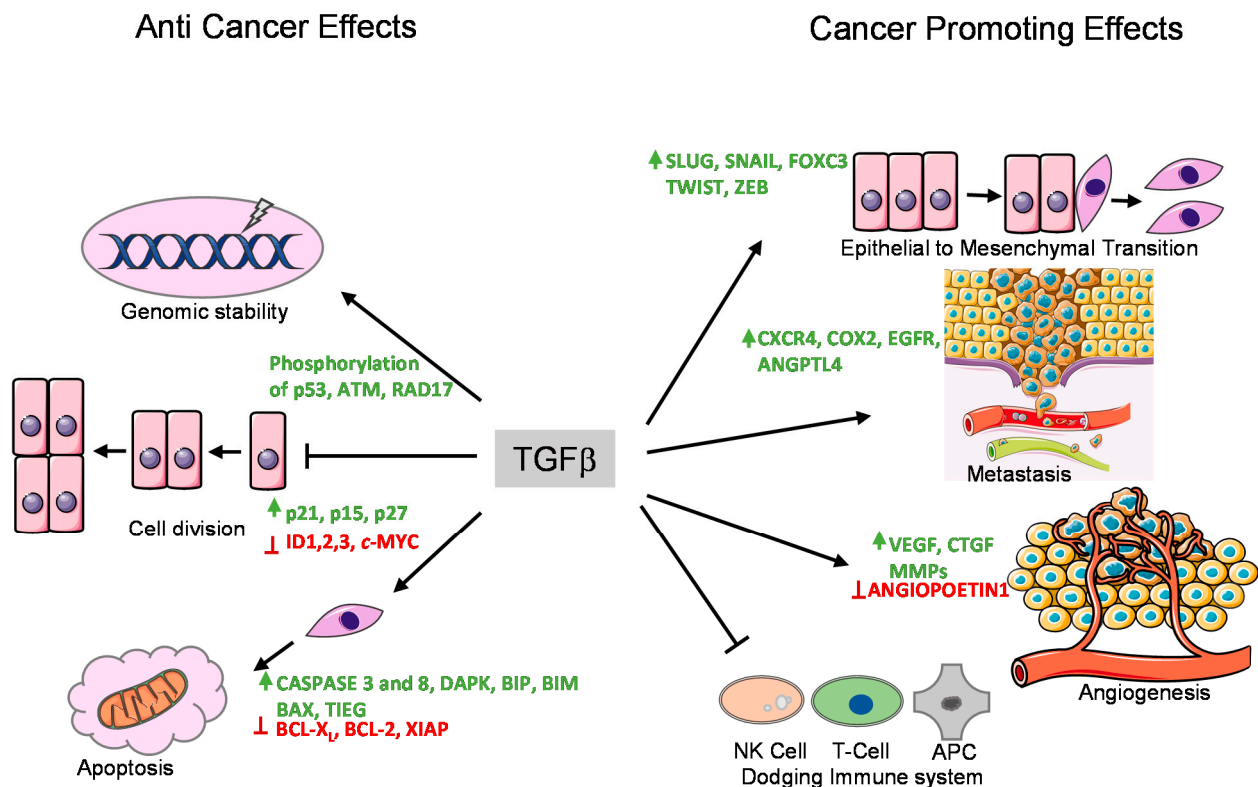 Anti Cancer Effects
Cancer Promoting Effects
SLUG, SNAIL, FOXC3
TWIST, ZEB
Epithelial to Mesenchymal Transition
Genomic stability
Phosphorylation
of p53, ATM, RAD17
CXCR4, COX2, EGFR,
ANGPTL4
Metastasis
TGFβ
Cell division
p21, p15, p27
ID1,2,3, c-MYC
VEGF, CTGF
MMPs
ANGIOPOETIN1
Angiogenesis
CASPASE 3 and 8, DAPK, BIP, BIM
BAX, TIEG
BCL-XL, BCL-2, XIAP
Apoptosis
NK Cell T-Cell APC
Dodging Immune system